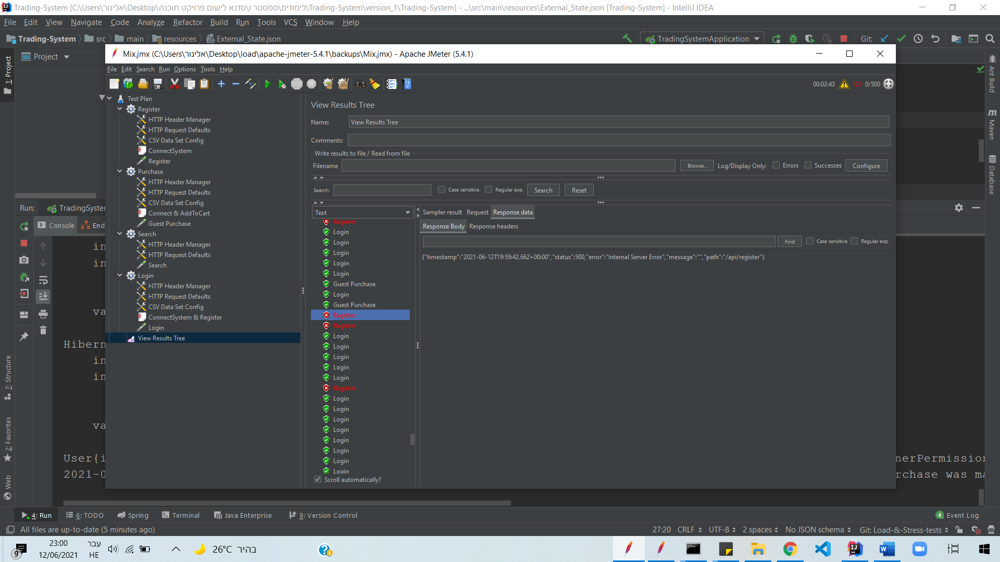 Trading-System [C:\Users\אלינור\Desktop\לימודים\סמסטר ו\סדנא לישום פרויקט תוכנה\Trading-System\version_1\Trading-System] - ...\src\main\resources\External_State.json [Trading-System] - IntelliJ IDEA
File Edit View Navigate Code Analyze Refactor Build Run Tools VCS Window Help
Trading-System src main resources External_State.json TradingSystemApplication Git:
1: Project Project
Ant Build
Maven
Database
Mix.jmx (C:\Users\אלינור\Desktop\load\apache-jmeter-5.4.1\backups\Mix.jmx) - Apache JMeter (5.4.1)
File Edit Search Run Options Tools Help
STOP 00:02:43 121 0/500
Test Plan
Register
HTTP Header Manager
HTTP Request Defaults
CSV Data Set Config
ConnectSystem
Register
Purchase
HTTP Header Manager
HTTP Request Defaults
CSV Data Set Config
Connect & AddToCart
Guest Purchase
Search
HTTP Header Manager
HTTP Request Defaults
Search
Login
HTTP Header Manager
HTTP Request Defaults
CSV Data Set Config
ConnectSystem & Register
Login
View Results Tree
View Results Tree
Name: View Results Tree
Comments:
Write results to file / Read from file
Filename Browse... Log/Display Only: Errors Successes Configure
Search: Case sensitive Regular exp. Search Reset
Text
Register
Login
Login
Login
Login
Login
Guest Purchase
Login
Guest Purchase
Register
Register
Login
Login
Login
Login
Login
Register
Login
Login
Login
Login
Login
Login
Login
Login
Scroll automatically?
Sampler result Request Response data
Response Body Response headers
Find Case sensitive Regular exp.
{"timestamp":"2021-06-12T19:59:42.662+00:00","status":500,"error":"Internal Server Error","message":"","path":"/api/register"}
Run: TradingSyster
Console End
in
in
va
Hibern
in
in
va
User{i nerPermission
2021-0 rchase was ma
7: Structure
2: Favorites
Web
4: Run 6: TODO Spring Terminal Java Enterprise 9: Version Control 4 Event Log
All files are up-to-date (5 minutes ago) 27:20 CRLF UTF-8 2 spaces No JSON schema Git: Load-&-Stress-tests
9 23:00 12/06/2021 עבר HE 26°C בהיר